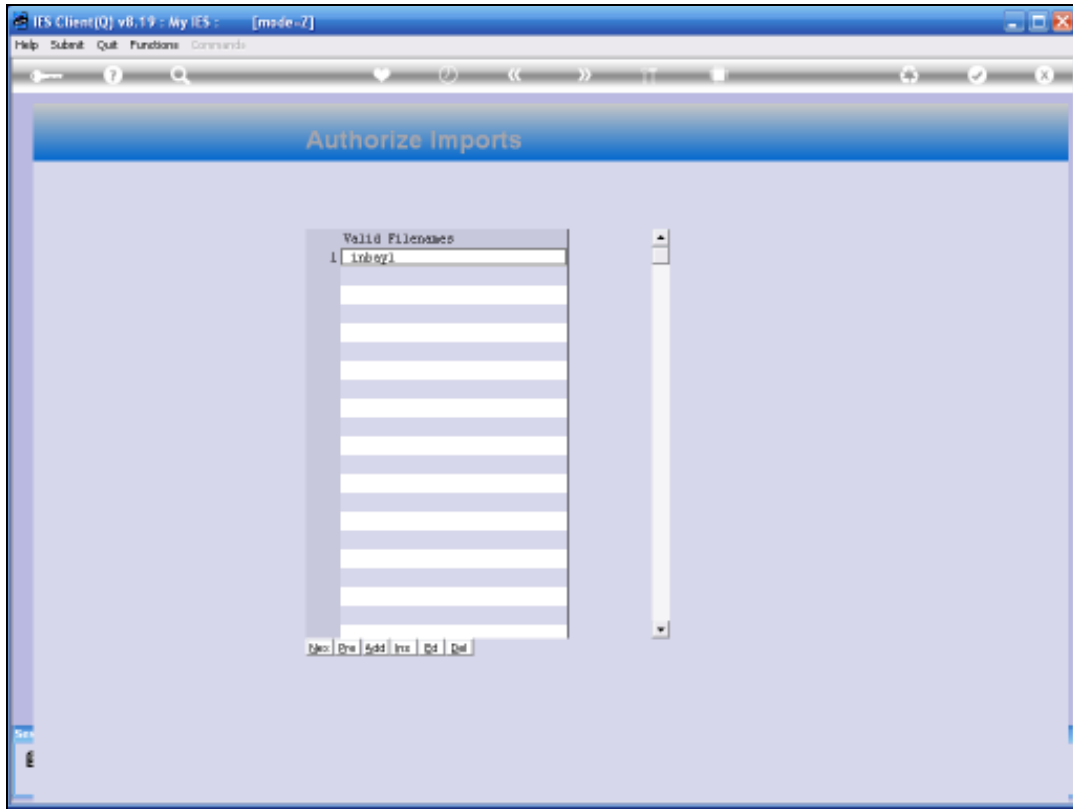 IES Client(Q) v8.19 : My IES : [mode=Z]
Help Submit Quit Functions Commands
Authorize Imports
Valid Filenames
1 inbey1
Nex Pre Add Ins Ed Del